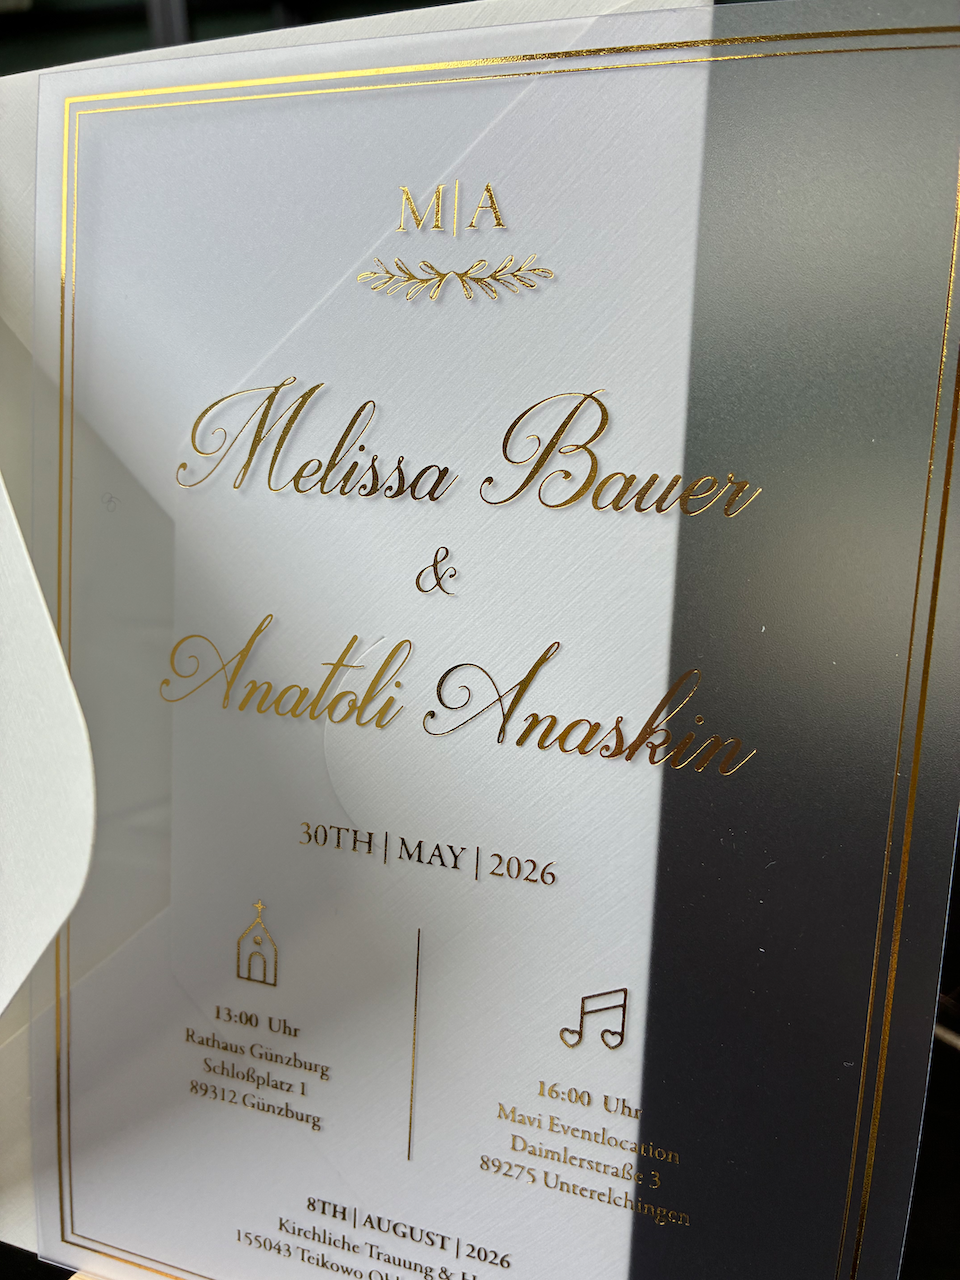 M|A
Melissa Bauer
&
Anatoli Anaskin
30TH | MAY | 2026
13:00 Uhr
Rathaus Günzburg
Schloßplatz 1
89312 Günzburg
16:00 Uhr
Mavi Eventlocation
Daimlerstraße 3
89275 Unterelchingen
8TH | AUGUST | 2026
Kirchliche Trauung &
155043 Teikowo